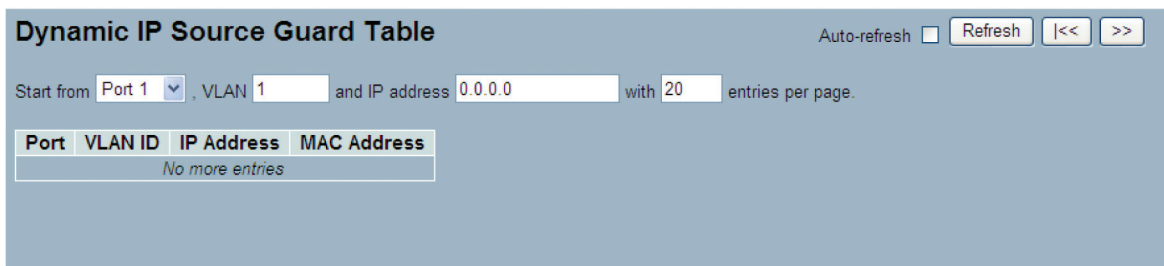 Dynamic IP Source Guard Table
Auto-refresh Refresh |<< >>
Start from Port 1 , VLAN 1 and IP address 0.0.0.0 with 20 entries per page.
Port VLAN ID IP Address MAC Address
No more entries